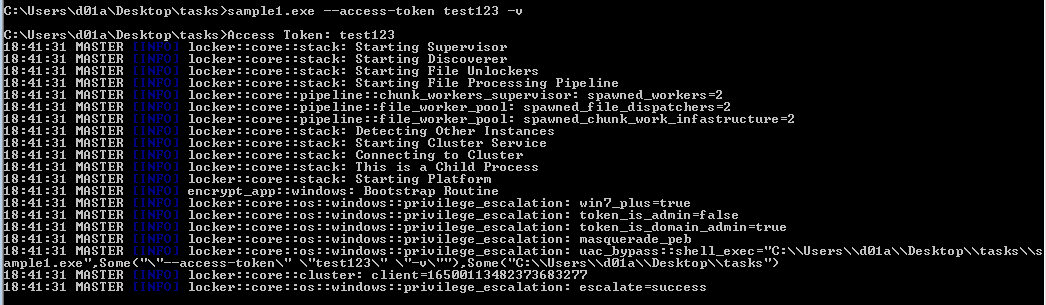 C:\Users\d01a\Desktop\tasks>sample1.exe --access-token test123 -v
C:\Users\d01a\Desktop\tasks>Access Token: test123
18:41:31 MASTER [INFO] locker::core::stack: Starting Supervisor
18:41:31 MASTER [INFO] locker::core::stack: Starting Discoverer
18:41:31 MASTER [INFO] locker::core::stack: Starting File Unlockers
18:41:31 MASTER [INFO] locker::core::stack: Starting File Processing Pipeline
18:41:31 MASTER [INFO] locker::core::pipeline::chunk_workers_supervisor: spawned_workers=2
18:41:31 MASTER [INFO] locker::core::pipeline::file_worker_pool: spawned_file_dispatchers=2
18:41:31 MASTER [INFO] locker::core::pipeline::file_worker_pool: spawned_chunk_work_infastructure=2
18:41:31 MASTER [INFO] locker::core::stack: Detecting Other Instances
18:41:31 MASTER [INFO] locker::core::stack: Starting Cluster Service
18:41:31 MASTER [INFO] locker::core::stack: Connecting to Cluster
18:41:31 MASTER [INFO] locker::core::stack: This is a Child Process
18:41:31 MASTER [INFO] locker::core::stack: Starting Platform
18:41:31 MASTER [INFO] encrypt_app::windows: Bootstrap Routine
18:41:31 MASTER [INFO] locker::core::os::windows::privilege_escalation: win7_plus=true
18:41:31 MASTER [INFO] locker::core::os::windows::privilege_escalation: token_is_admin=false
18:41:31 MASTER [INFO] locker::core::os::windows::privilege_escalation: token_is_domain_admin=true
18:41:31 MASTER [INFO] locker::core::os::windows::privilege_escalation: masquerade_peb
18:41:31 MASTER [INFO] locker::core::os::windows::privilege_escalation: uac_bypass::shell_exec="C:\\Users\\d01a\\Desktop\\tasks\\s
ample1.exe",Some("\"--access-token\" \"test123\" \"-v\""),Some("C:\\Users\\d01a\\Desktop\\tasks")
18:41:31 MASTER [INFO] locker::core::cluster: client=16500113482373683277
18:41:31 MASTER [INFO] locker::core::os::windows::privilege_escalation: escalate=success